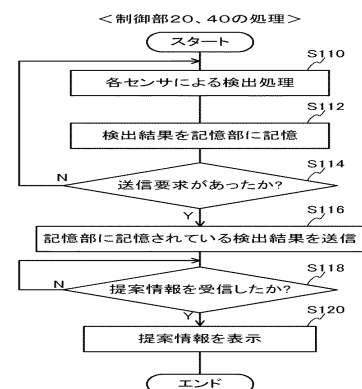 ＜制御部20、40の処理＞
スタート
S110
各センサによる検出処理
S112
検出結果を記憶部に記憶
S114
送信要求があったか?
N
Y
S116
記憶部に記憶されている検出結果を送信
S118
提案情報を受信したか?
N
Y
S120
提案情報を表示
エンド